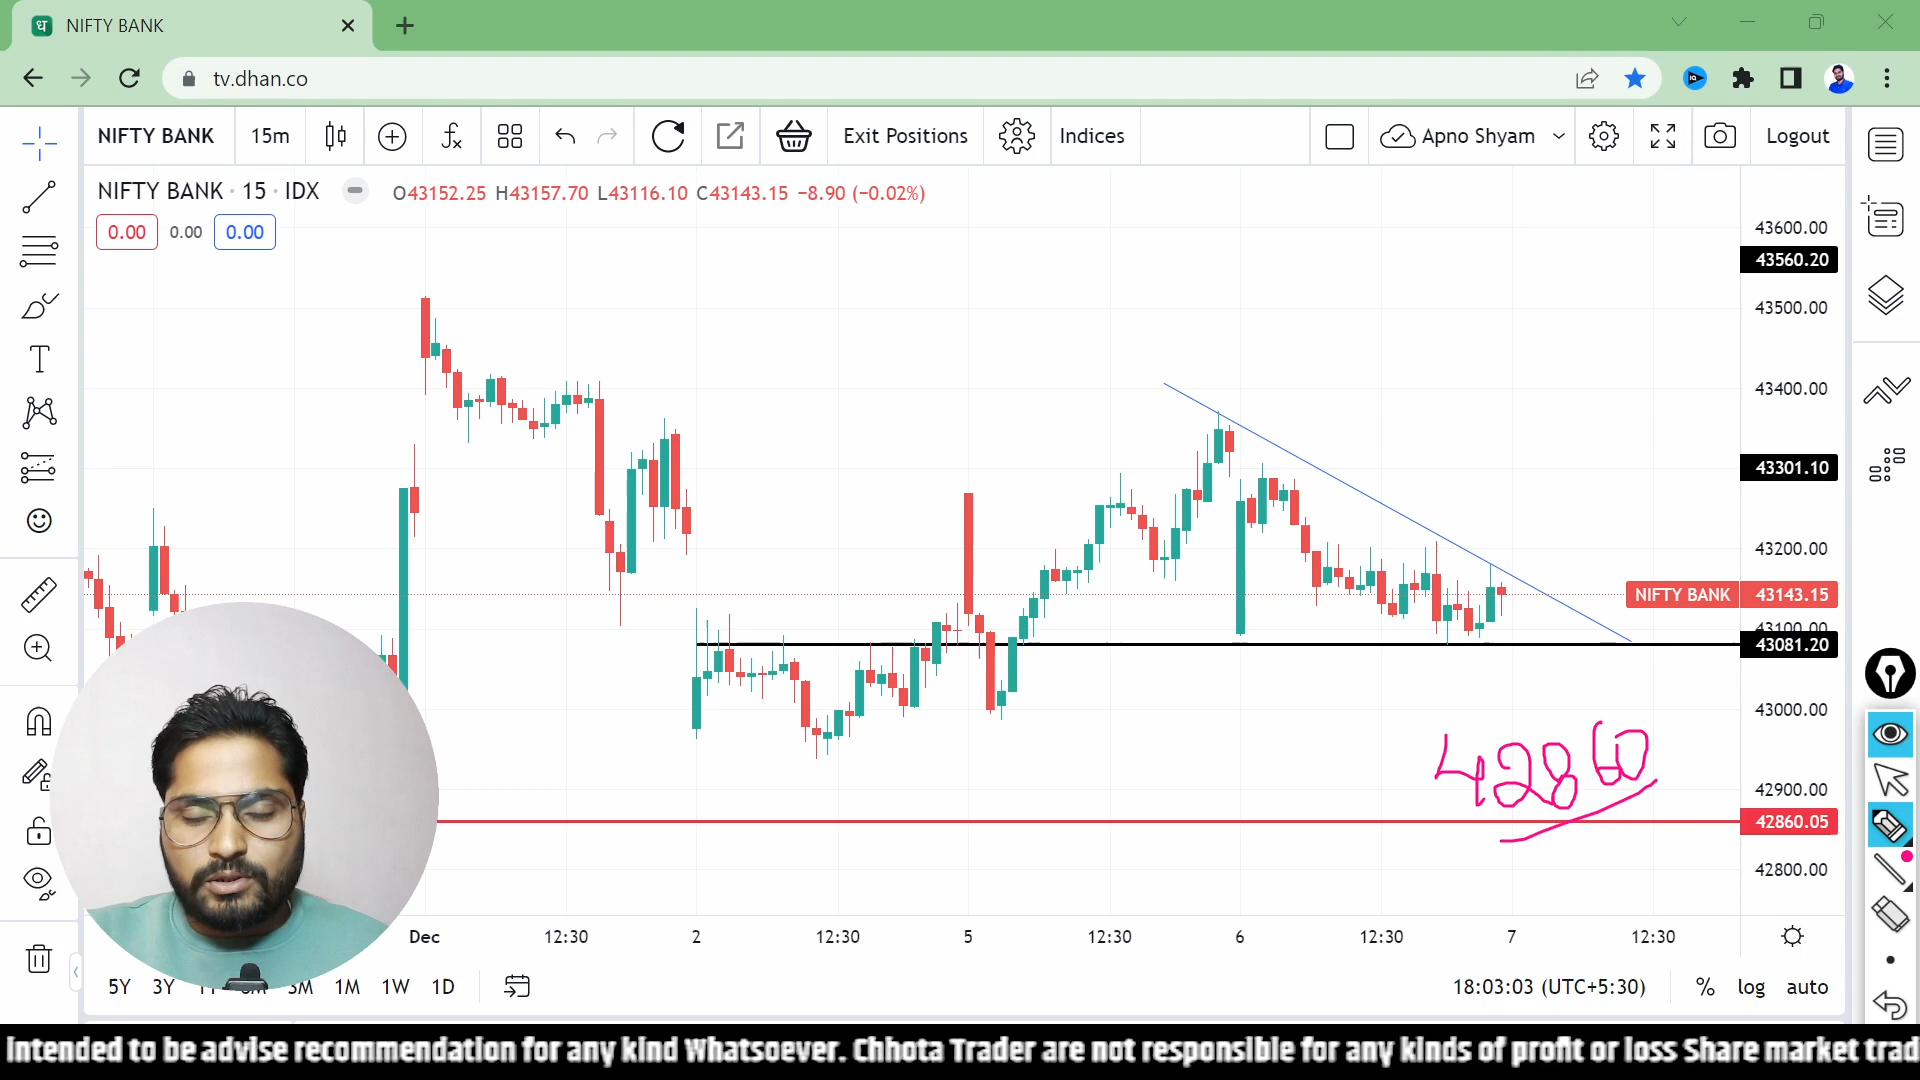 ध NIFTY BANK
tv.dhan.co
NIFTY BANK 15m Exit Positions Indices Apno Shyam Logout
NIFTY BANK · 15 · IDX O43152.25 H43157.70 L43116.10 C43143.15 −8.90 (−0.02%)
0.00 0.00 0.00
43600.00
43560.20
43500.00
43400.00
43301.10
43200.00
NIFTY BANK 43143.15
43100.00
43081.20
43000.00
42860
42900.00
42860.05
42800.00
Dec 12:30 2 12:30 5 12:30 6 12:30 7 12:30
5Y 3Y 3M 1M 1W 1D 18:03:03 (UTC+5:30) % log auto
intended to be advise recommendation for any kind Whatsoever. Chhota Trader are not responsible for any kinds of profit or loss Share market trad